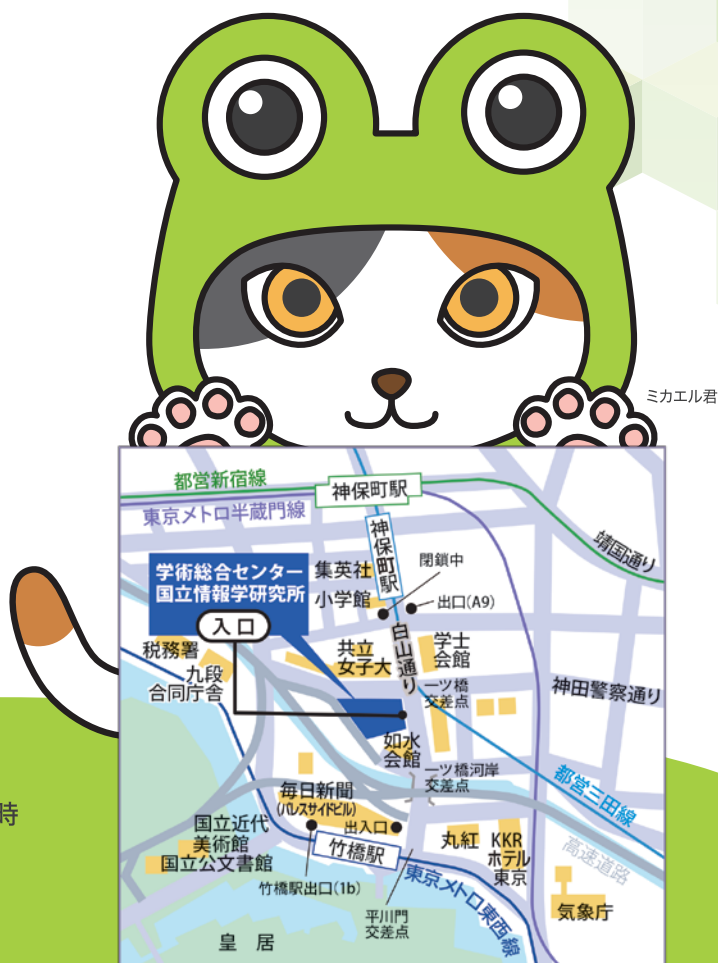 ミカエル君
都営新宿線
神保町駅
東京メトロ半蔵門線
神保町駅
靖国通り
閉鎖中
学術総合センター
国立情報学研究所
集英社
小学館
出口(A9)
入口
白山通り
税務署
共立
女子大
学士
会館
九段
合同庁舎
一ツ橋
交差点
神田警察通り
如水
会館
一ツ橋河岸
交差点
都営三田線
毎日新聞
(パレスサイドビル)
時
国立近代
美術館
出入口
丸紅
KKR
ホテル
東京
高速道路
竹橋駅
国立公文書館
竹橋駅出口(1b)
東京メトロ東西線
平川門
交差点
気象庁
皇 居